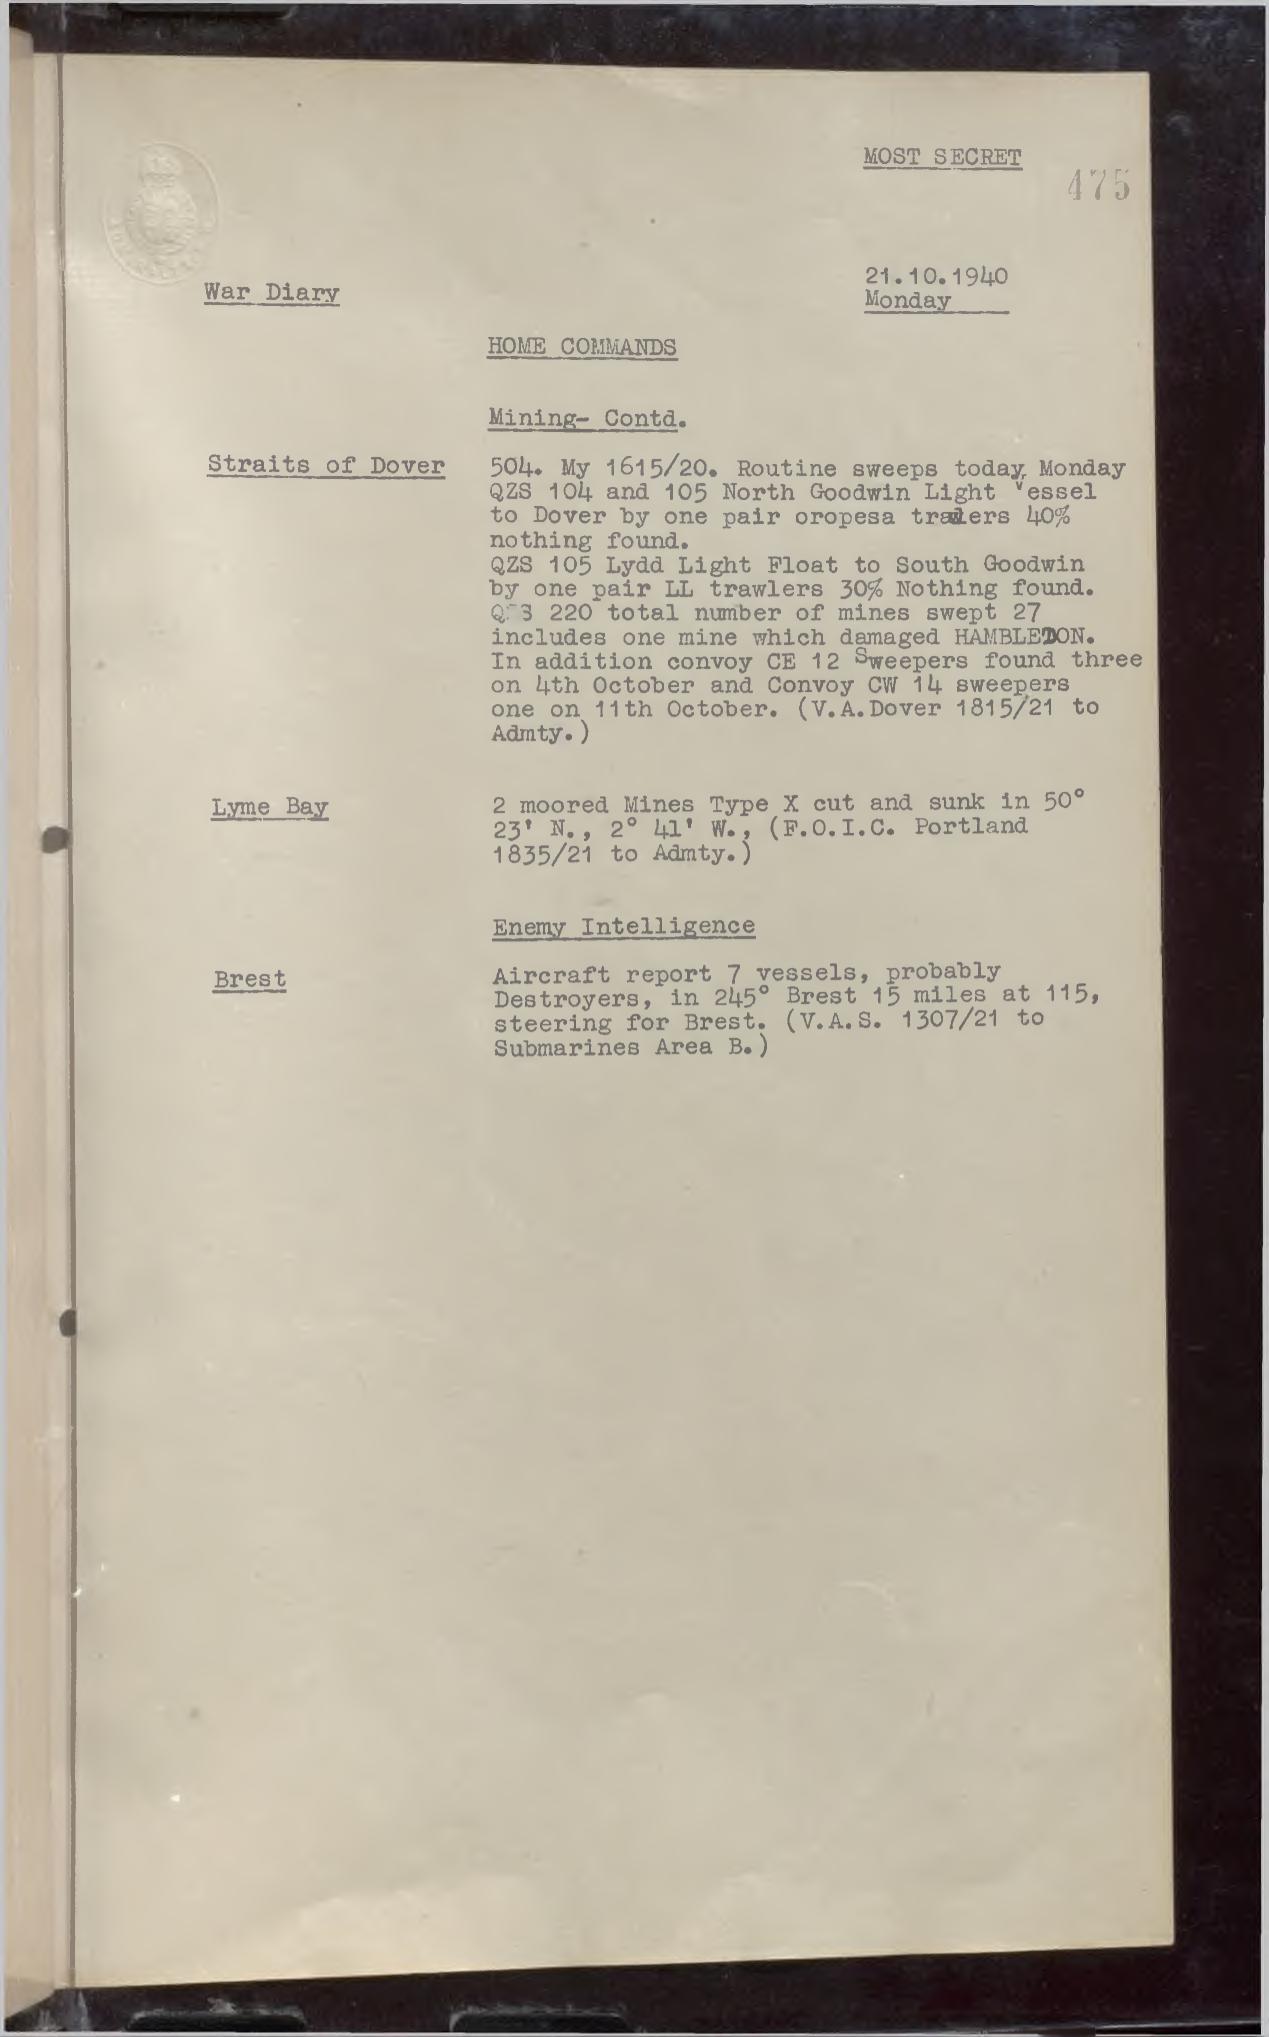 MOST SECRET
475
War Diary
21.10.1940
Monday
HOME COMMANDS
Mining- Contd.
Straits of Dover
504. My 1615/20. Routine sweeps today, Monday
QZS 104 and 105 North Goodwin Light Vessel
to Dover by one pair oropesa trawlers 40%
nothing found.
QZS 105 Lydd Light Float to South Goodwin
by one pair LL trawlers 30% Nothing found.
220 total number of mines swept 27
includes one mine which damaged HAMBLEDON.
In addition convoy CE 12 Sweepers found three
on 4th October and Convoy CW 14 sweepers
one on 11th October. (V.A.Dover 1815/21 to
Admty.)
Lyme Bay
2 moored Mines Type X cut and sunk in 50°
23' N., 2° 41' W., (F.O.I.C. Portland
1835/21 to Admty.)
Enemy Intelligence
Brest
Aircraft report 7 vessels, probably
Destroyers, in 245° Brest 15 miles at 115,
steering for Brest. (V.A.S. 1307/21 to
Submarines Area B.)